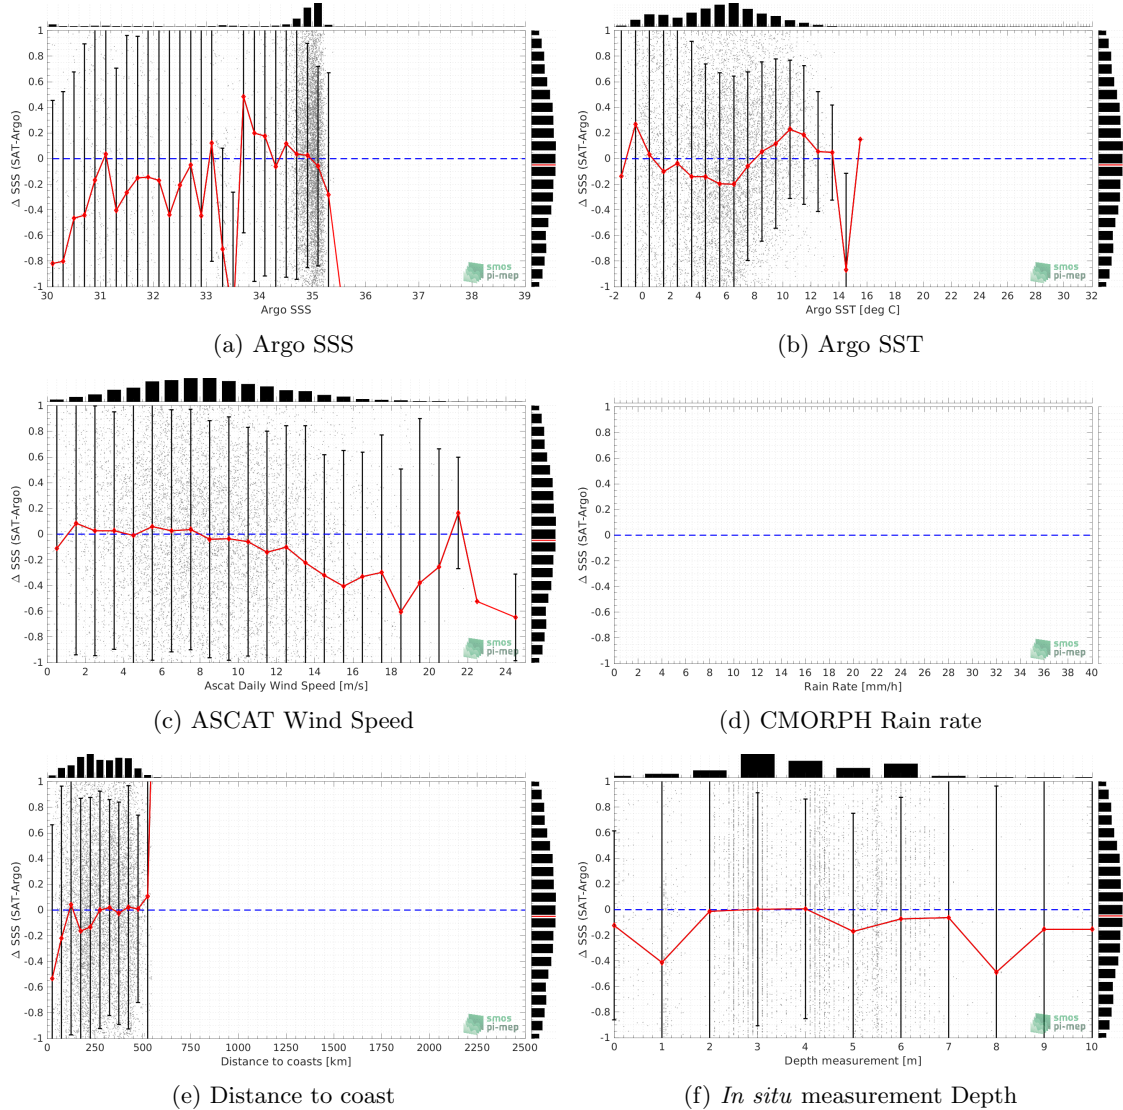 1
0.8
0.6
0.4
0.2
0
-0.2
-0.4
-0.6
-0.8
-1
Δ SSS (SAT-Argo)
30 31 32 33 34 35 36 37 38 39
Argo SSS
smos
pi-mep
(a) Argo SSS
1
0.8
0.6
0.4
0.2
0
-0.2
-0.4
-0.6
-0.8
-1
Δ SSS (SAT-Argo)
-2 0 2 4 6 8 10 12 14 16 18 20 22 24 26 28 30 32
Argo SST [deg C]
smos
pi-mep
(b) Argo SST
1
0.8
0.6
0.4
0.2
0
-0.2
-0.4
-0.6
-0.8
-1
Δ SSS (SAT-Argo)
0 2 4 6 8 10 12 14 16 18 20 22 24
Ascat Daily Wind Speed [m/s]
smos
pi-mep
(c) ASCAT Wind Speed
1
0.8
0.6
0.4
0.2
0
-0.2
-0.4
-0.6
-0.8
-1
Δ SSS (SAT-Argo)
0 2 4 6 8 10 12 14 16 18 20 22 24 26 28 30 32 34 36 38 40
Rain Rate [mm/h]
smos
pi-mep
(d) CMORPH Rain rate
1
0.8
0.6
0.4
0.2
0
-0.2
-0.4
-0.6
-0.8
-1
Δ SSS (SAT-Argo)
0 250 500 750 1000 1250 1500 1750 2000 2250 2500
Distance to coasts [km]
smos
pi-mep
(e) Distance to coast
1
0.8
0.6
0.4
0.2
0
-0.2
-0.4
-0.6
-0.8
-1
Δ SSS (SAT-Argo)
0 1 2 3 4 5 6 7 8 9 10
Depth measurement [m]
smos
pi-mep
(f) In situ measurement Depth